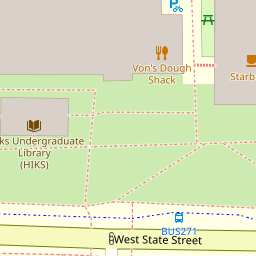 P
Von's Dough
Shack
Starb
ks Undergraduate
Library
(HIKS)
BUS271
West State Street